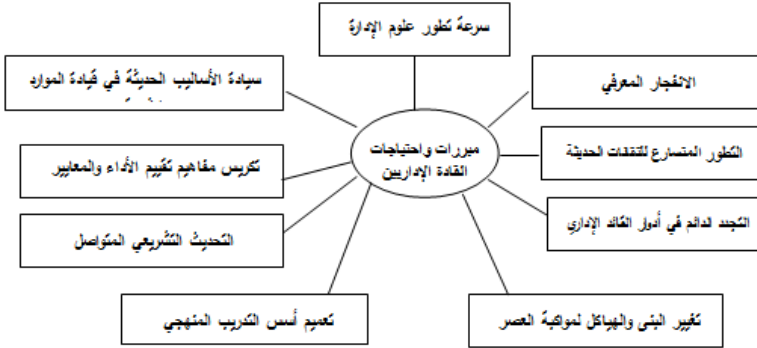 سرعة تطور علوم الإدارة
الانفجار المعرفي
سيادة الأساليب الحديثة في قيادة الموارد
مبررات واحتياجات
القادة الإداريين
التطور المتسارع للتقانات الحديثة
تكريس مفاهيم تقييم الأداء والمعايير
التجدد الدائم في أدوار القائد الإداري
التحديث التشريعي المتواصل
تعميم أسس التدريب المنهجي
تغيير البنى والهياكل لمواكبة العصر